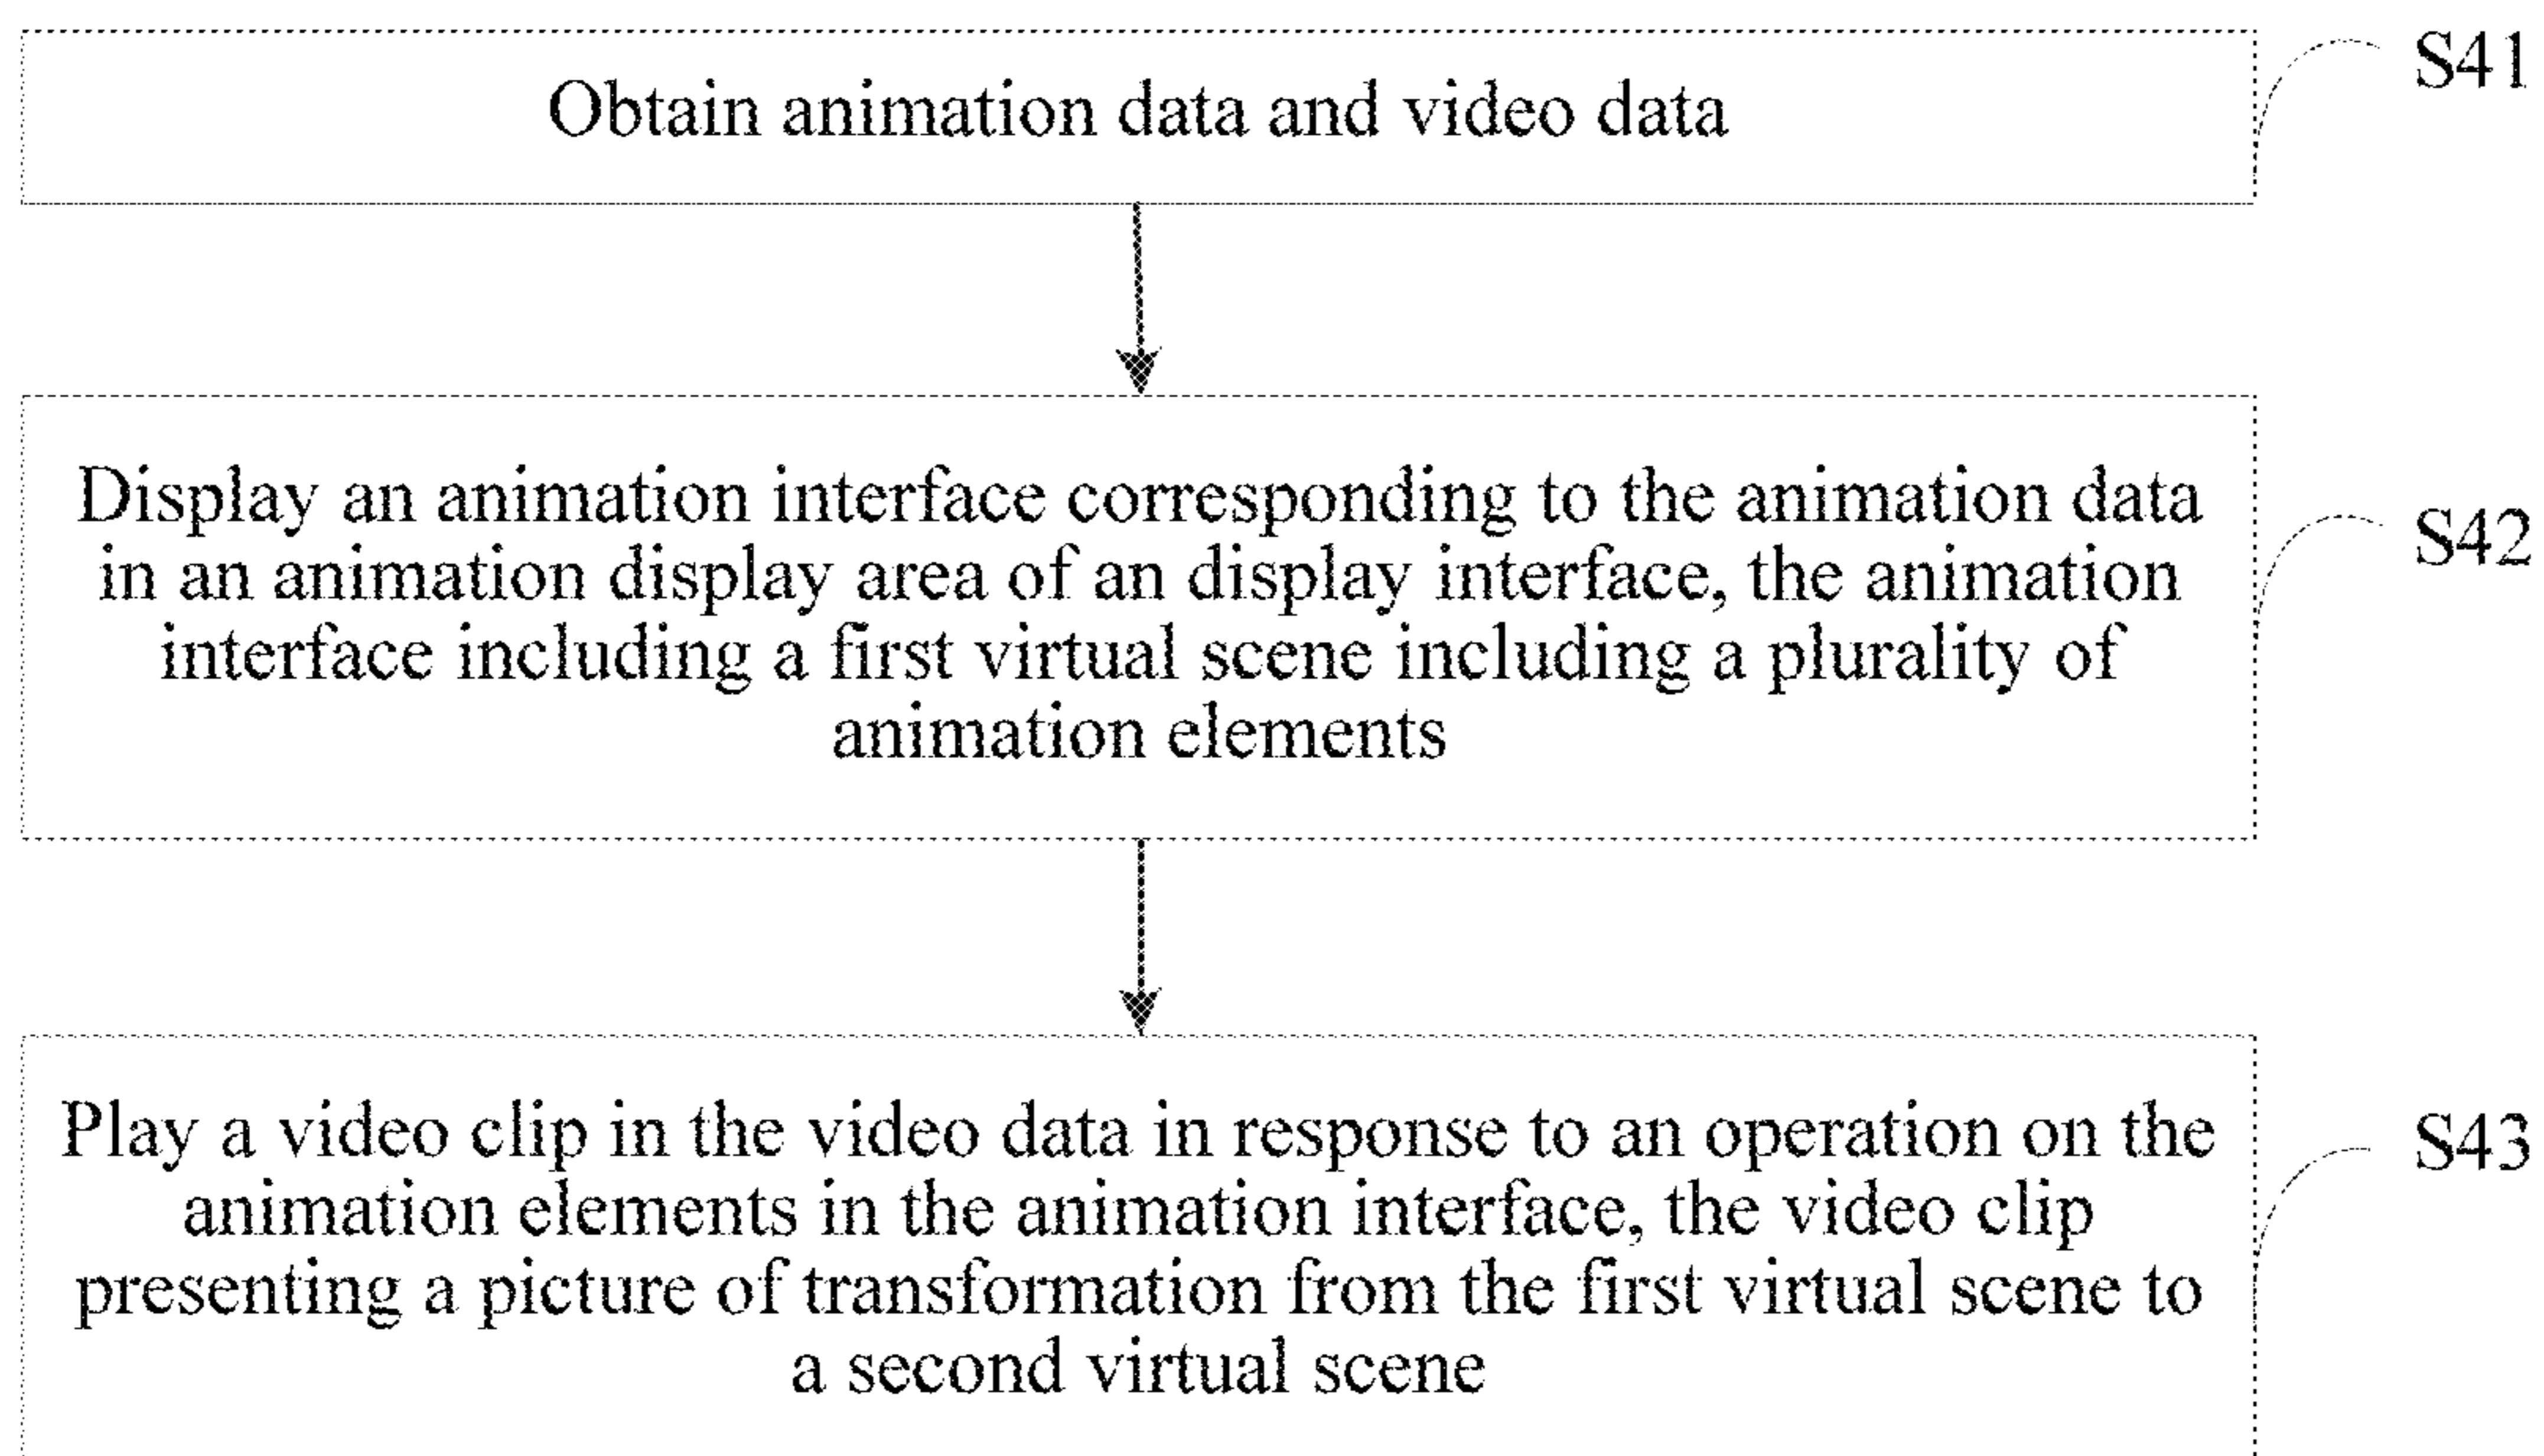 Obtain animation data and video data
S41
Display an animation interface corresponding to the animation data
in an animation display area of an display interface, the animation
interface including a first virtual scene including a plurality of
animation elements
S42
Play a video clip in the video data in response to an operation on the
animation elements in the animation interface, the video clip
presenting a picture of transformation from the first virtual scene to
a second virtual scene
S43